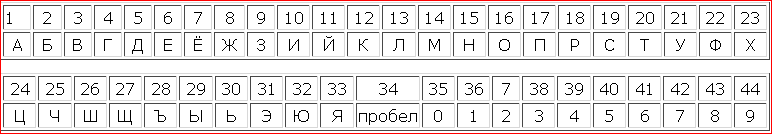 1 2 3 4 5 6 7 8 9 10 11 12 13 14 15 16 17 18 19 20 21 22 23
А Б В Г Д Е Ё Ж З И Й К Л М Н О П Р С Т У Ф Х
24 25 26 27 28 29 30 31 32 33 34 35 36 7 38 39 40 41 42 43 44
Ц Ч Ш Щ Ъ Ы Ь Э Ю Я пробел 0 1 2 3 4 5 6 7 8 9